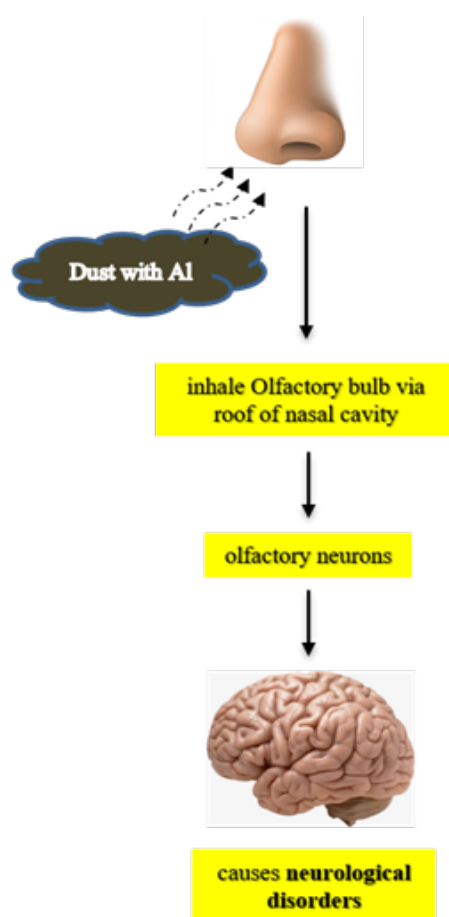 Dust with Al
inhale Olfactory bulb via
roof of nasal cavity
olfactory neurons
causes neurological
disorders